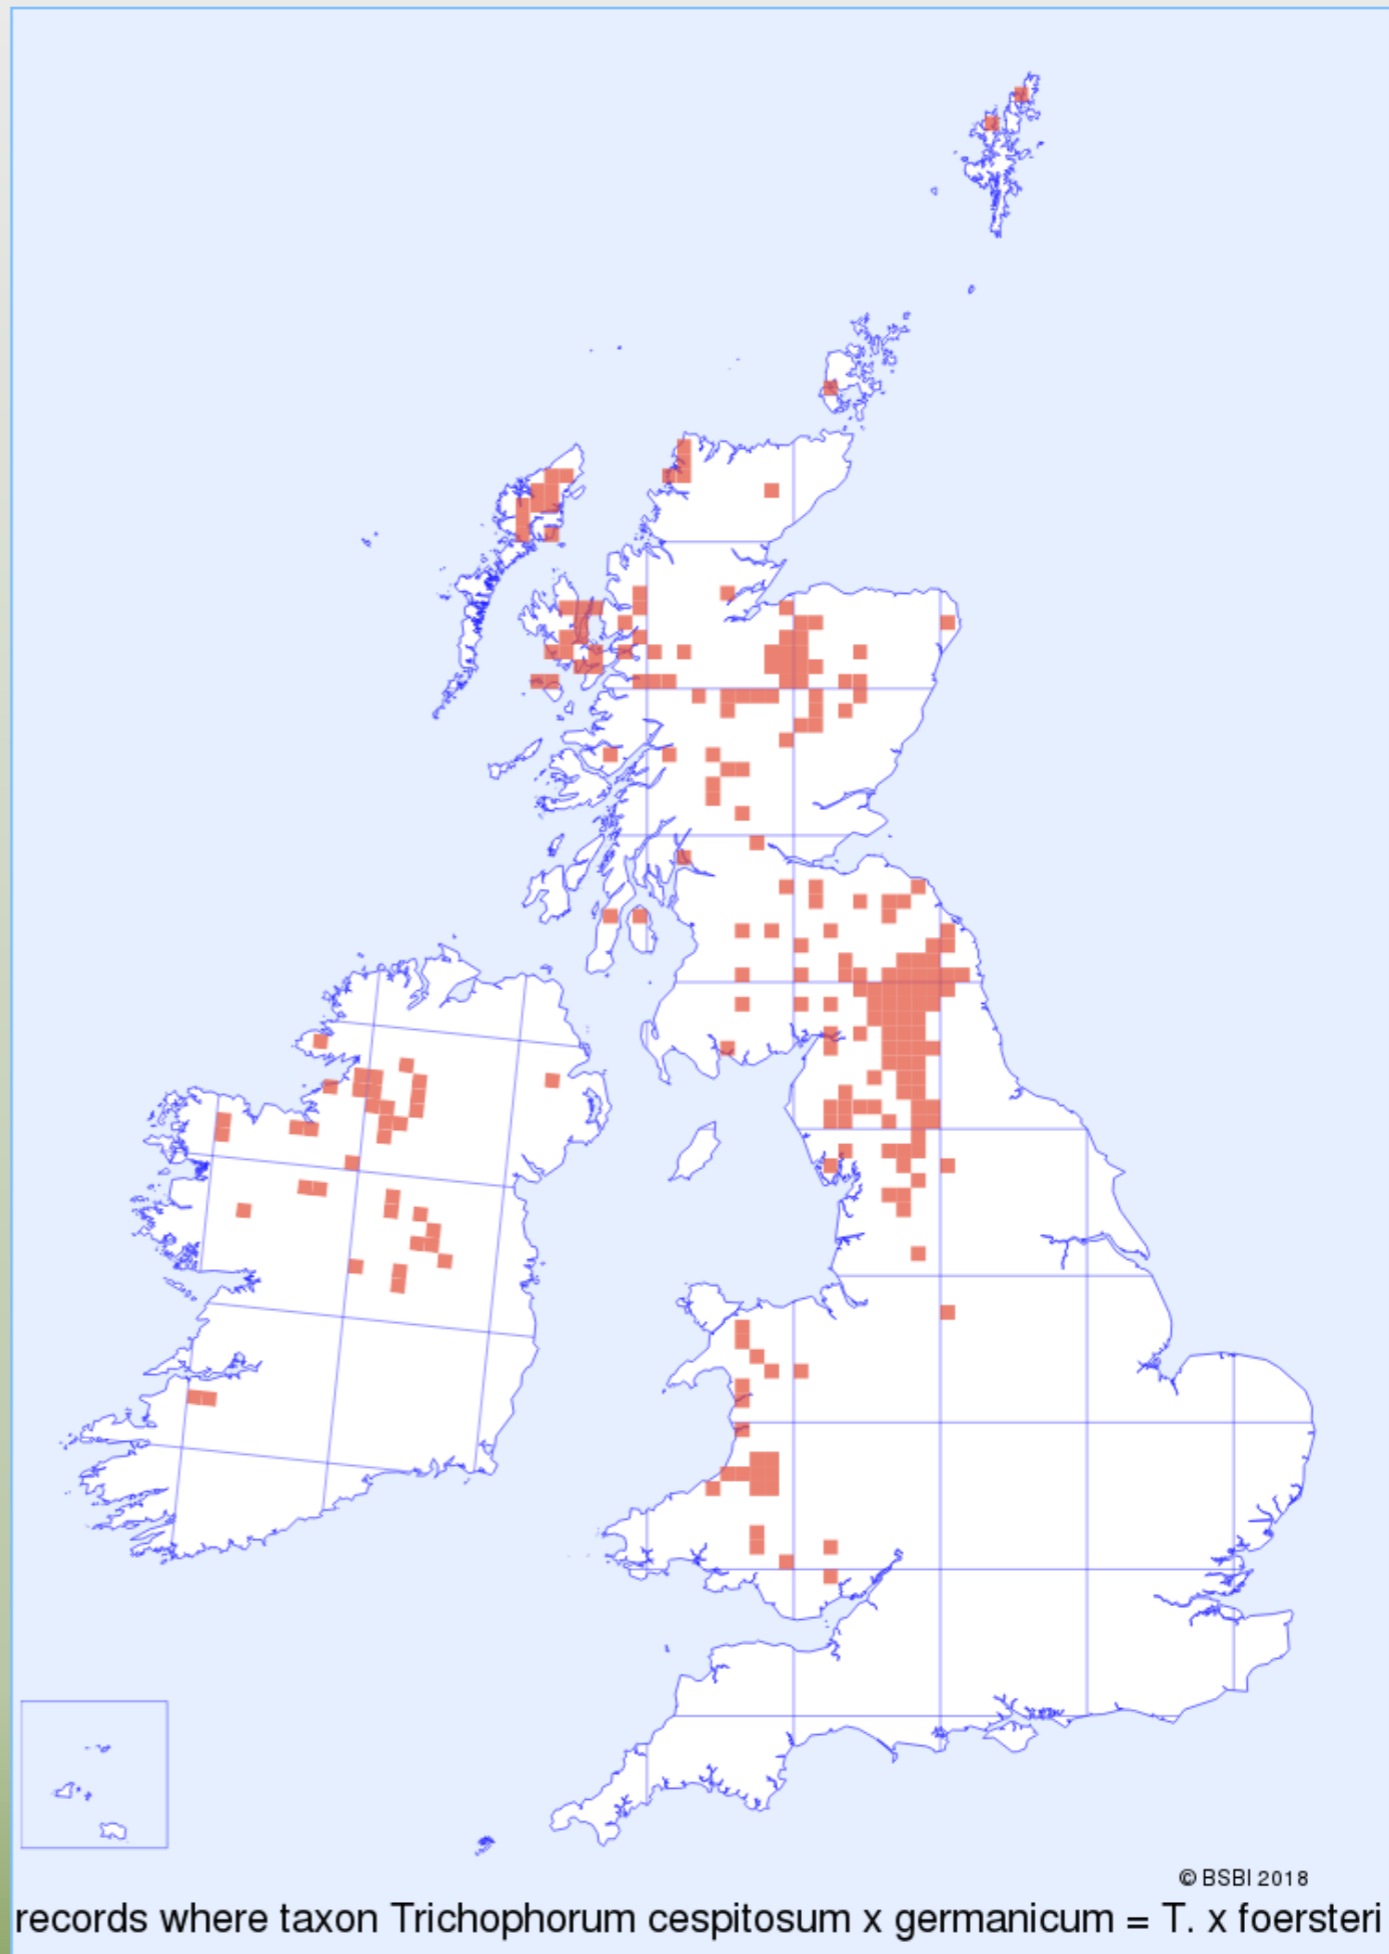 © BSBI 2018
records where taxon Trichophorum cespitosum x germanicum = T. x foersteri